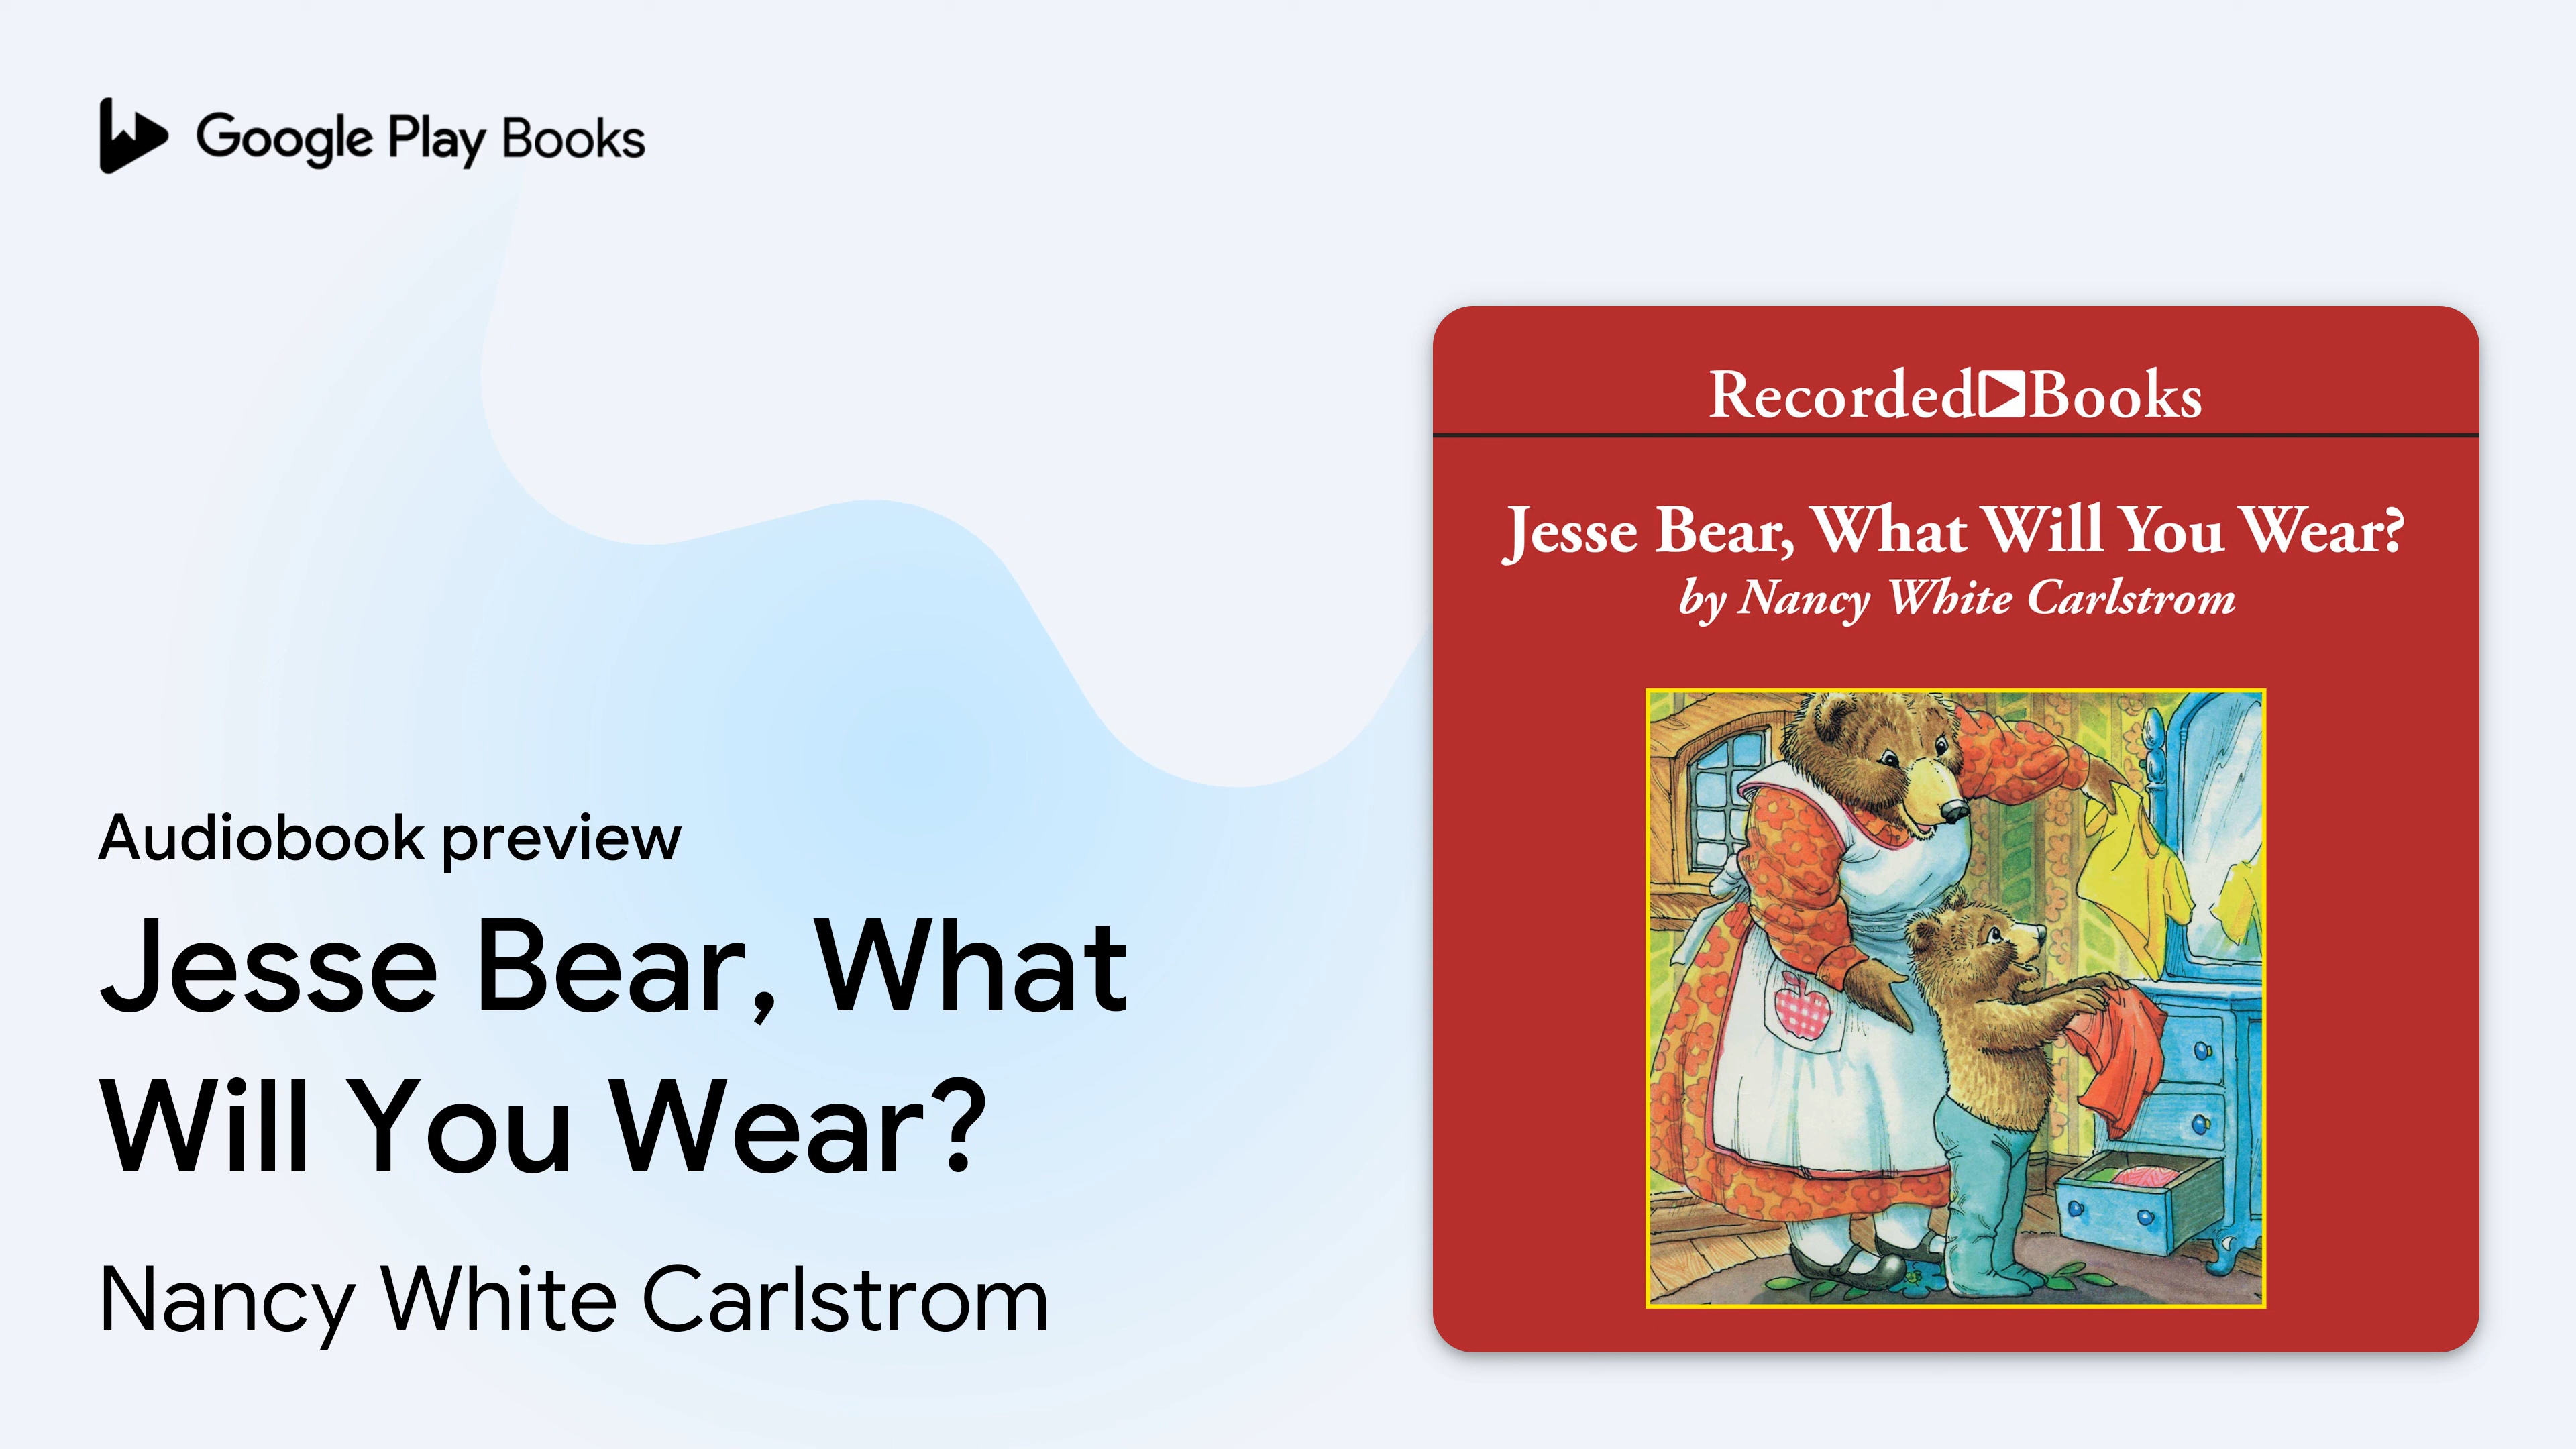 Google Play Books
Audiobook preview
Jesse Bear, What
Will You Wear?
Nancy White Carlstrom
Recorded Books
Jesse Bear, What Will You Wear?
by Nancy White Carlstrom